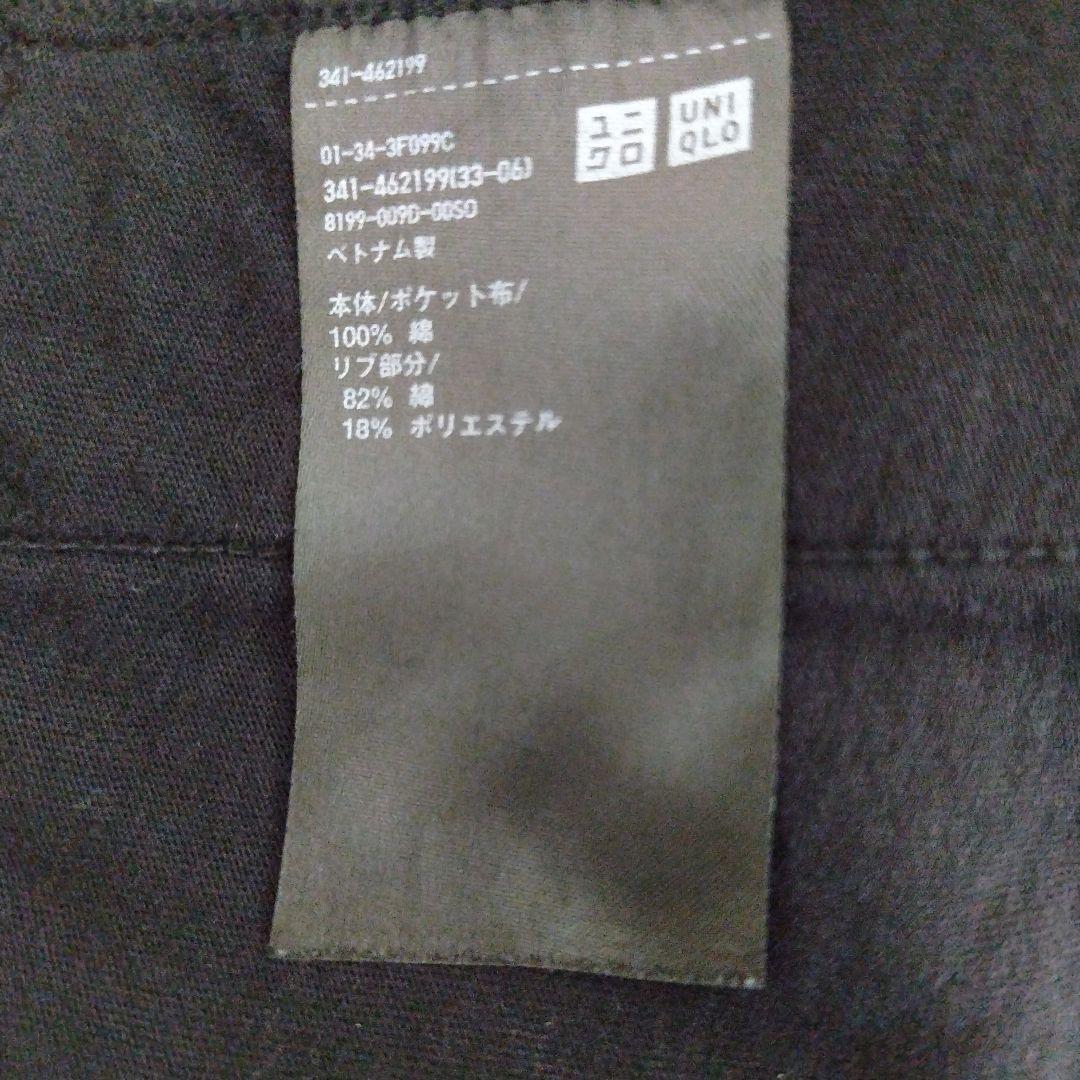 341-462199
ユニ
クロ
UNI
QLO
01-34-3F099C
341-462199(33-06)
8199-009D-00SO
ベトナム製
本体/ポケット布/
100% 綿
リブ部分/
82% 綿
18% ポリエステル